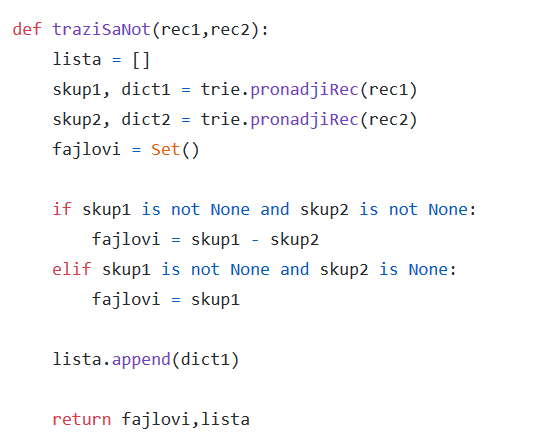 def traziSaNot(rec1,rec2):
    lista = []
    skup1, dict1 = trie.pronadjiRec(rec1)
    skup2, dict2 = trie.pronadjiRec(rec2)
    fajlovi = Set()

    if skup1 is not None and skup2 is not None:
        fajlovi = skup1 - skup2
    elif skup1 is not None and skup2 is None:
        fajlovi = skup1

    lista.append(dict1)

    return fajlovi,lista